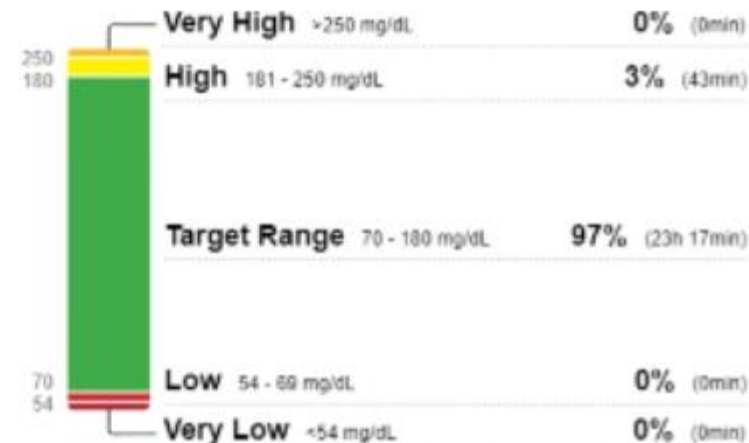 Very High >250 mg/dL 0% (0min)
250
180
High 181 - 250 mg/dL 3% (43min)
Target Range 70 - 180 mg/dL 97% (23h 17min)
70
54
Low 54 - 69 mg/dL 0% (0min)
Very Low <54 mg/dL 0% (0min)